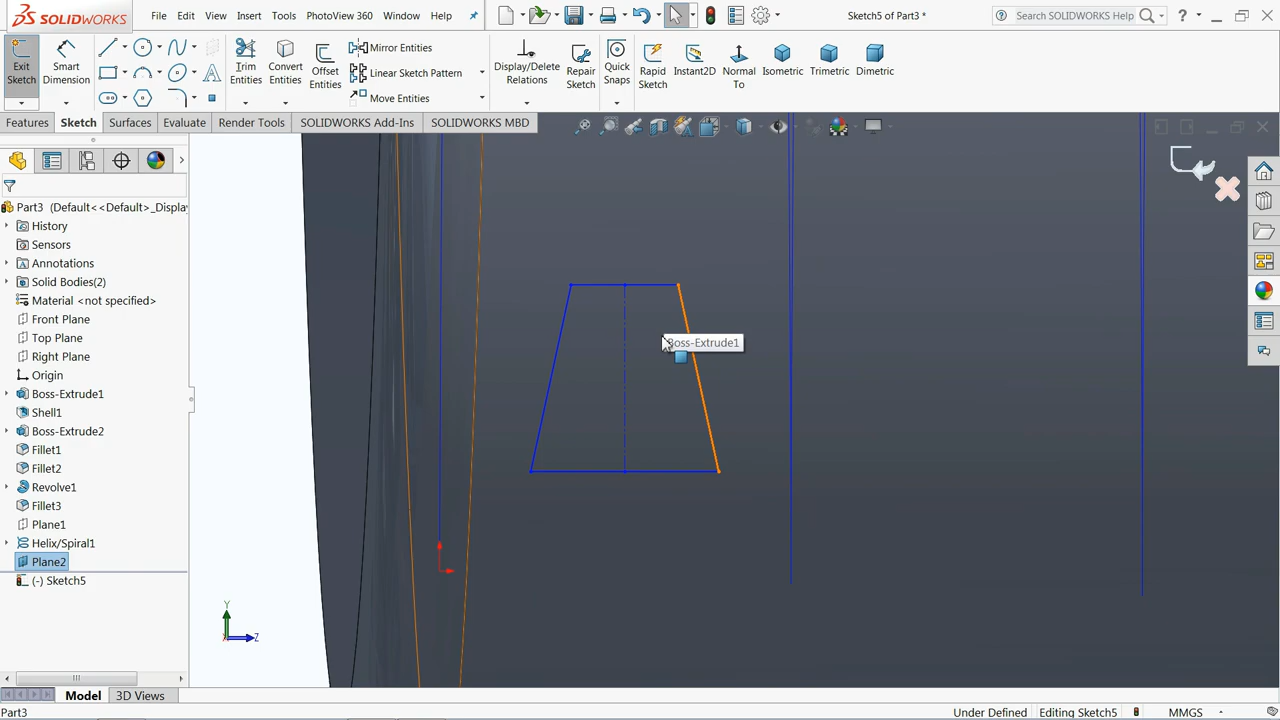 SOLIDWORKS
File Edit View Insert Tools PhotoView 360 Window Help
Sketch5 of Part3 *
Search SOLIDWORKS Help
Exit Sketch
Smart Dimension
Trim Entities
Convert Entities
Offset Entities
Mirror Entities
Linear Sketch Pattern
Move Entities
Display/Delete Relations
Repair Sketch
Quick Snaps
Rapid Sketch
Instant2D
Normal To
Isometric
Trimetric
Dimetric
Features Sketch Surfaces Evaluate Render Tools SOLIDWORKS Add-Ins SOLIDWORKS MBD
Part3 (Default<<Default>_Displa
History
Sensors
Annotations
Solid Bodies(2)
Material <not specified>
Front Plane
Top Plane
Right Plane
Origin
Boss-Extrude1
Shell1
Boss-Extrude2
Fillet1
Fillet2
Revolve1
Fillet3
Plane1
Helix/Spiral1
Plane2
(-) Sketch5
Boss-Extrude1
Y
X
Z
Model 3D Views
Part3
Under Defined Editing Sketch5 MMGS